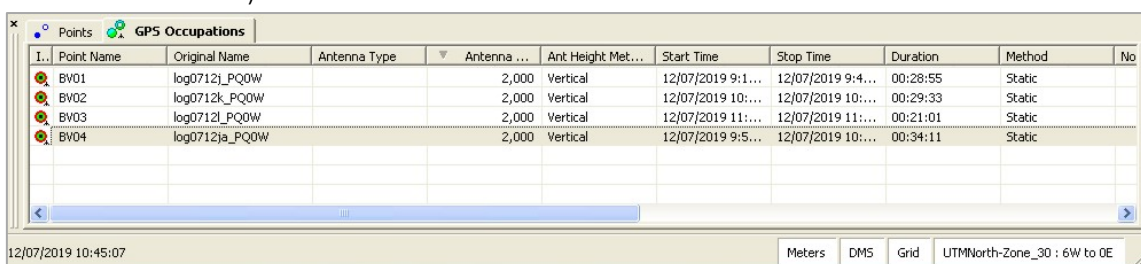 Points GPS Occupations
I.. Point Name Original Name Antenna Type Antenna ... Ant Height Met... Start Time Stop Time Duration Method No
BV01 log0712j_PQ0W 2,000 Vertical 12/07/2019 9:1... 12/07/2019 9:4... 00:28:55 Static
BV02 log0712k_PQ0W 2,000 Vertical 12/07/2019 10:... 12/07/2019 10:... 00:29:33 Static
BV03 log0712l_PQ0W 2,000 Vertical 12/07/2019 11:... 12/07/2019 11:... 00:21:01 Static
BV04 log0712ja_PQ0W 2,000 Vertical 12/07/2019 9:5... 12/07/2019 10:... 00:34:11 Static
12/07/2019 10:45:07 Meters DMS Grid UTMNorth-Zone_30 : 6W to 0E